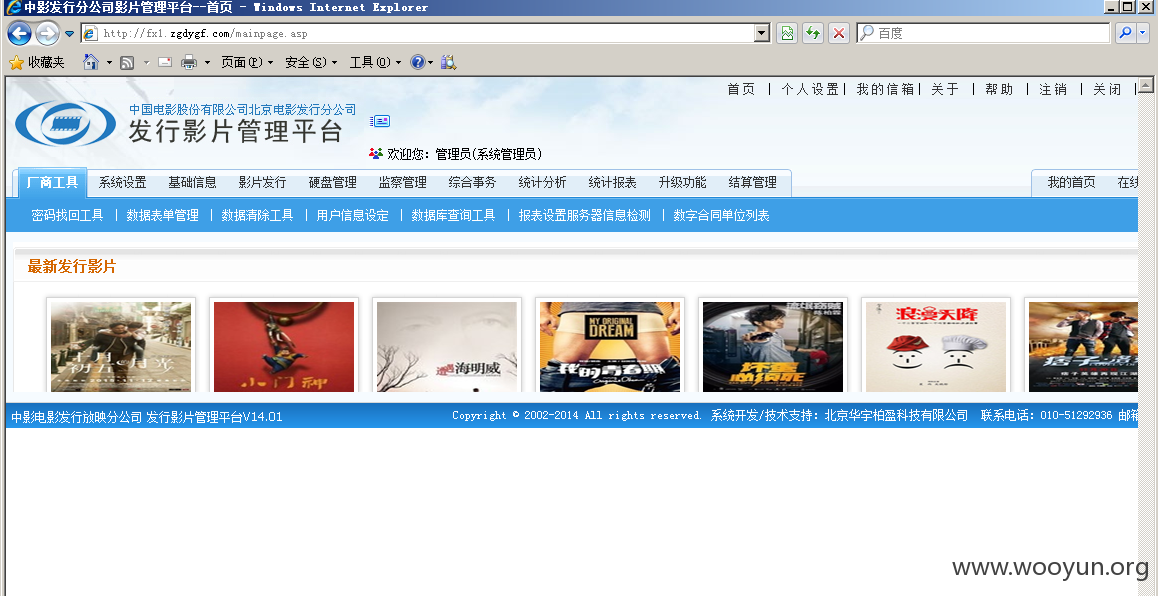 中影发行分公司影片管理平台--首页 - Windows Internet Explorer
http://fx1.zgdygf.com/mainpage.asp
百度
收藏夹 页面(P) 安全(S) 工具(O)
首页 | 个人设置| 我的信箱| 关于 | 帮助 | 注销 | 关闭 |
中国电影股份有限公司北京电影发行分公司
发行影片管理平台
欢迎您：管理员(系统管理员)
厂商工具 系统设置 基础信息 影片发行 硬盘管理 监察管理 综合事务 统计分析 统计报表 升级功能 结算管理 我的首页 在线
密码找回工具 | 数据表单管理 | 数据清除工具 | 用户信息设定 | 数据库查询工具 | 报表设置服务器信息检测 | 数字合同单位列表
最新发行影片
十月初五的月光
小门神
遇海明威
MY ORIGINAL DREAM
我的青春期
坏蛋必须死
浪漫天降
痞子
中影电影发行放映分公司 发行影片管理平台V14.01
Copyright © 2002-2014 All rights reserved. 系统开发/技术支持：北京华宇柏盈科技有限公司 联系电话：010-51292936 邮箱
www.wooyun.org